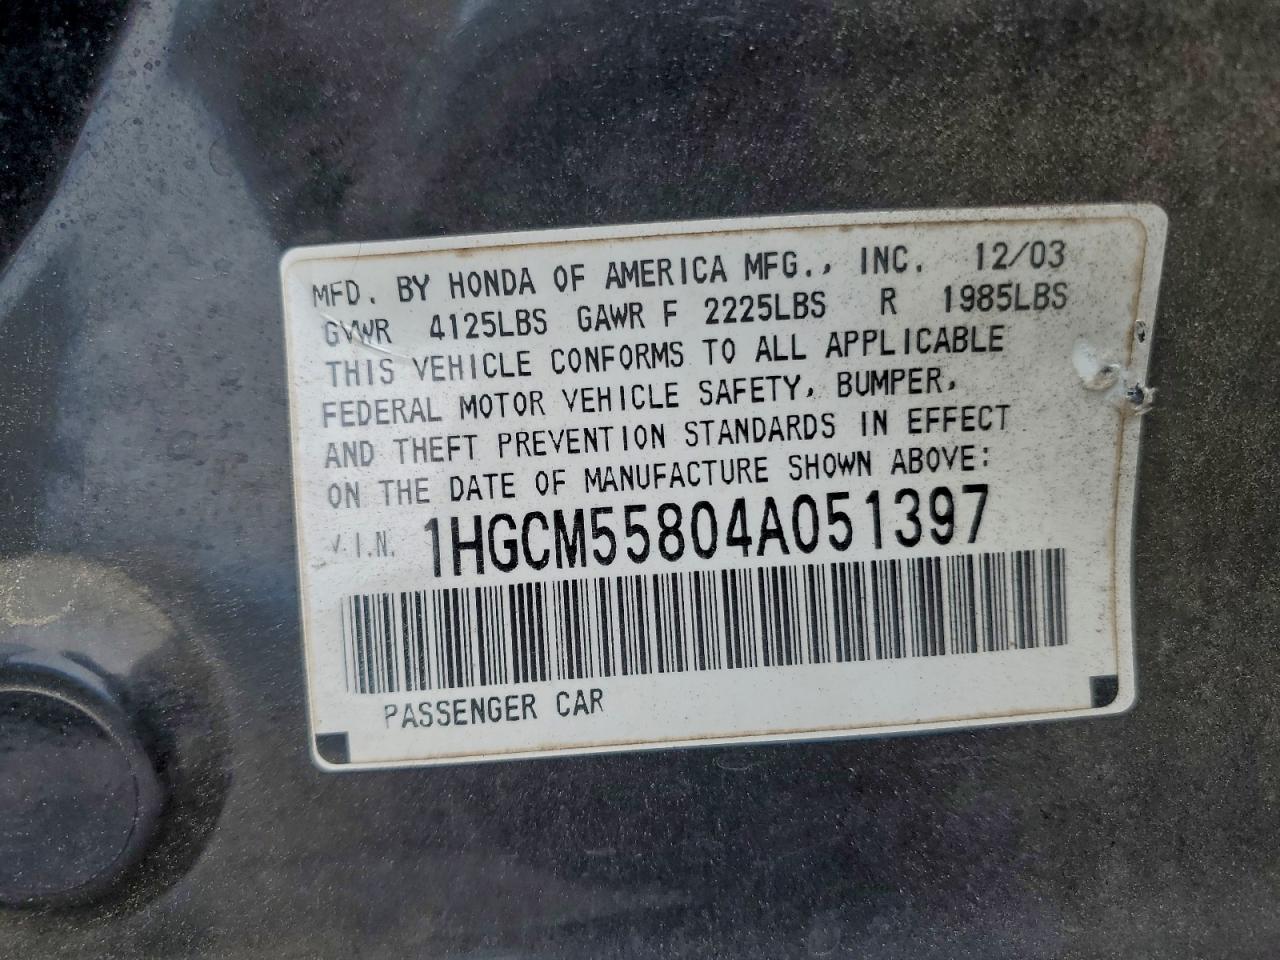 MFD. BY HONDA OF AMERICA MFG., INC. 12/03
GVWR 4125LBS GAWR F 2225LBS R 1985LBS
THIS VEHICLE CONFORMS TO ALL APPLICABLE
FEDERAL MOTOR VEHICLE SAFETY, BUMPER,
AND THEFT PREVENTION STANDARDS IN EFFECT
ON THE DATE OF MANUFACTURE SHOWN ABOVE:
V.I.N. 1HGCM55804A051397
PASSENGER CAR